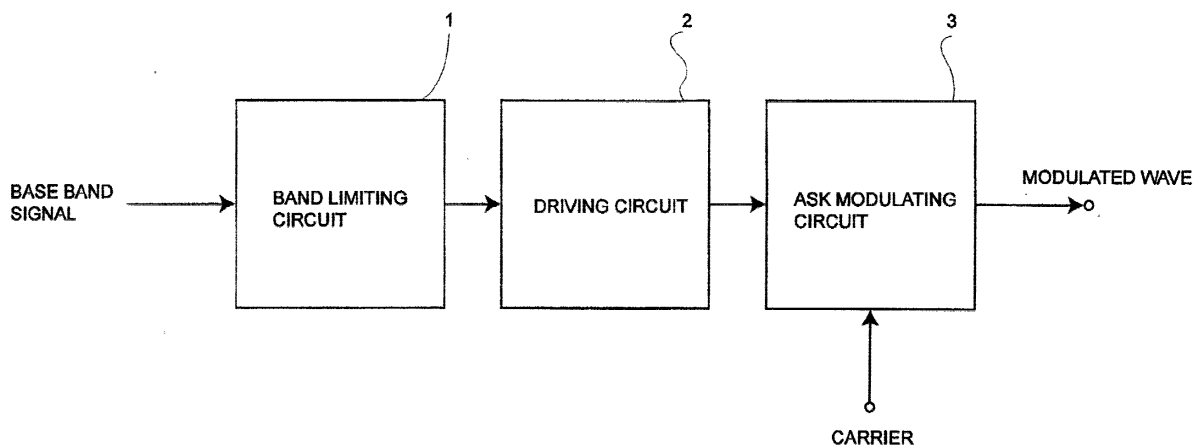 1
2
3
BASE BAND
SIGNAL
BAND LIMITING
CIRCUIT
DRIVING CIRCUIT
ASK MODULATING
CIRCUIT
MODULATED WAVE
CARRIER